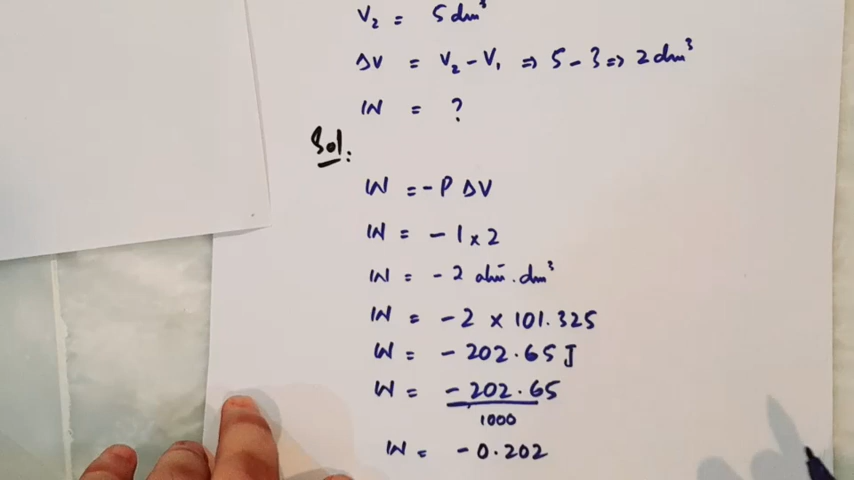 V₂ = 5 dm³
ΔV = V₂ - V₁ ⇒ 5 - 3 ⇒ 2 dm³
W = ?
Sol:
W = - P ΔV
W = - 1 x 2
W = - 2 atm. dm³
W = - 2 x 101.325
W = - 202.65 J
W = - 202.65
1000
W = - 0.202